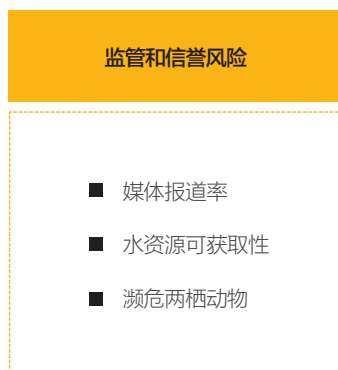 监管和信誉风险
媒体报道率
水资源可获取性
濒危两栖动物